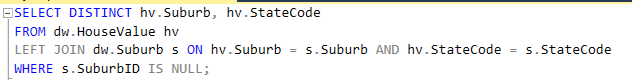 SELECT DISTINCT hv.Suburb, hv.StateCode
FROM dw.HouseValue hv
LEFT JOIN dw.Suburb s ON hv.Suburb = s.Suburb AND hv.StateCode = s.StateCode
WHERE s.SuburbID IS NULL;